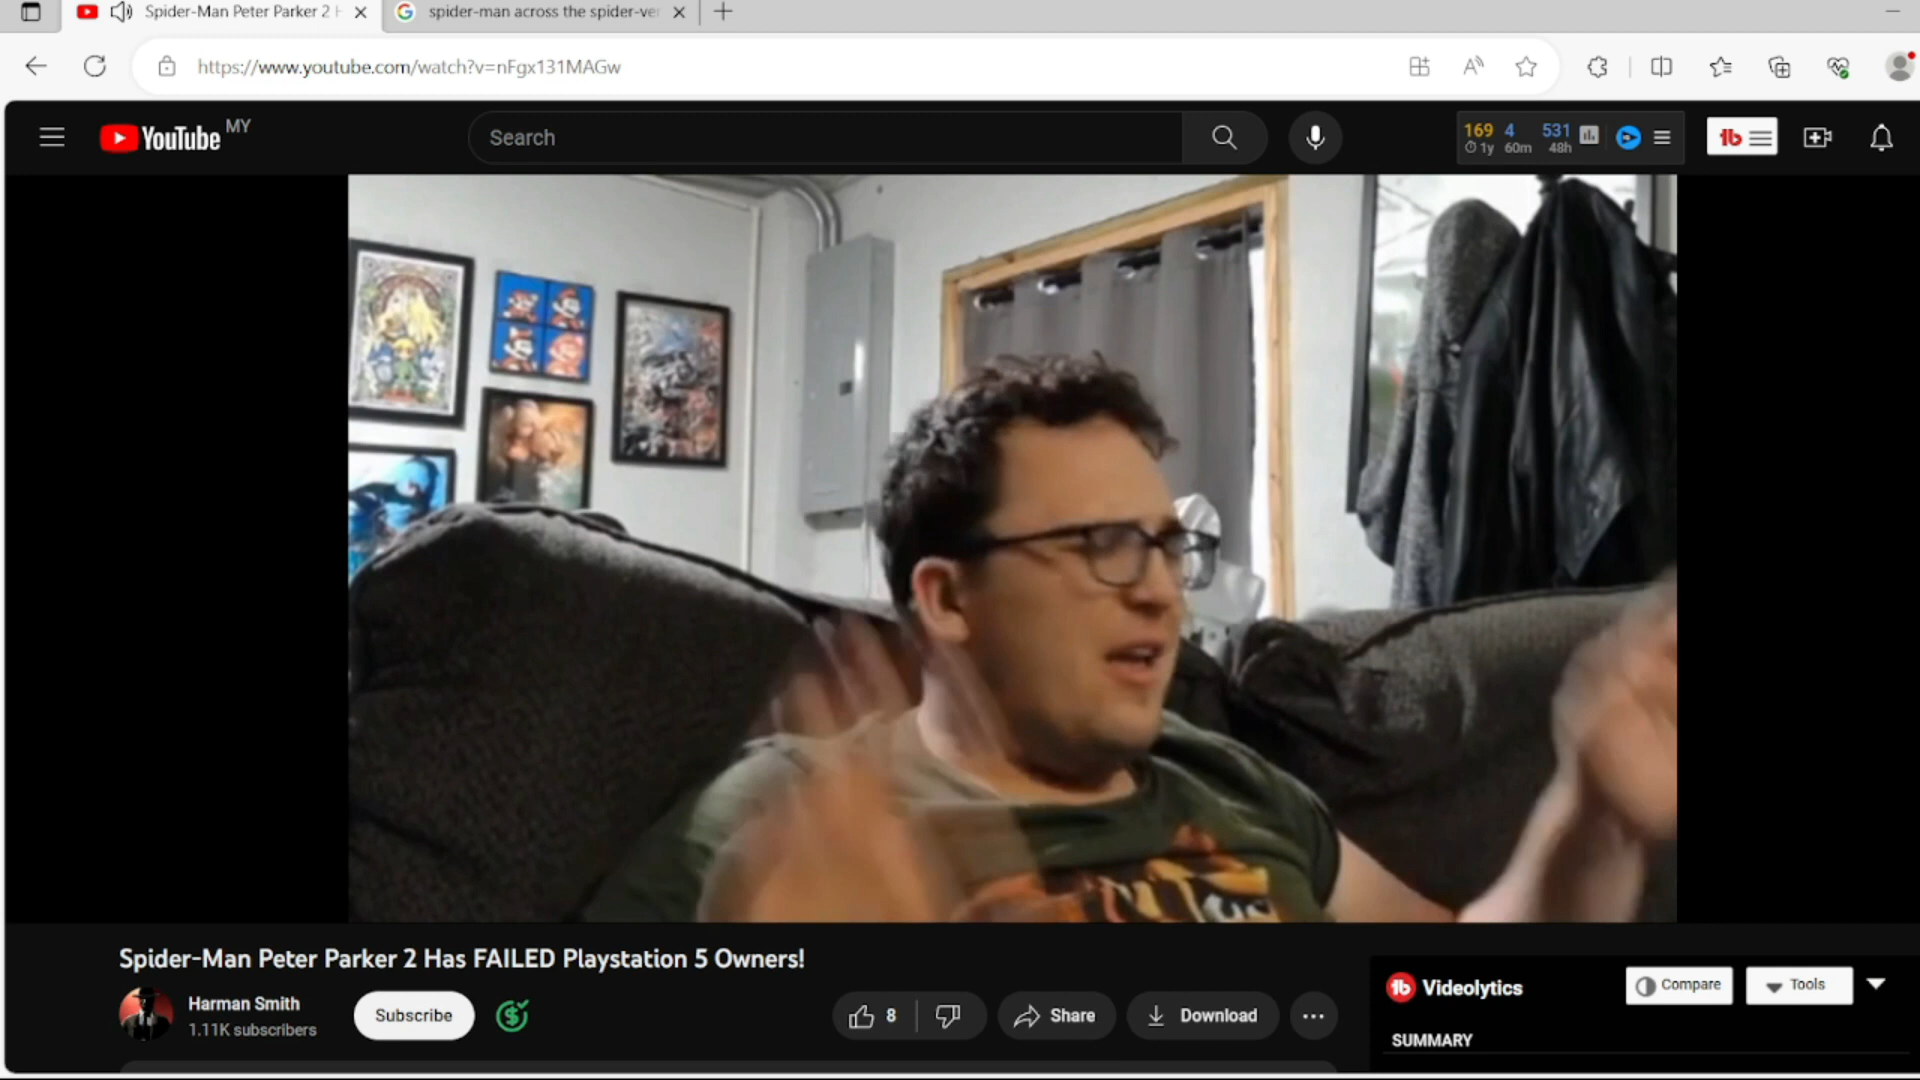 Spider-Man Peter Parker 2
spider-man across the spider-ver
https://www.youtube.com/watch?v=nFgx131MAGw
YouTube MY
Search
169 4 531
1y 60m 48h
Spider-Man Peter Parker 2 Has FAILED Playstation 5 Owners!
Harman Smith
1.11K subscribers
Subscribe
8
Share
Download
Videolytics
Compare
Tools
SUMMARY